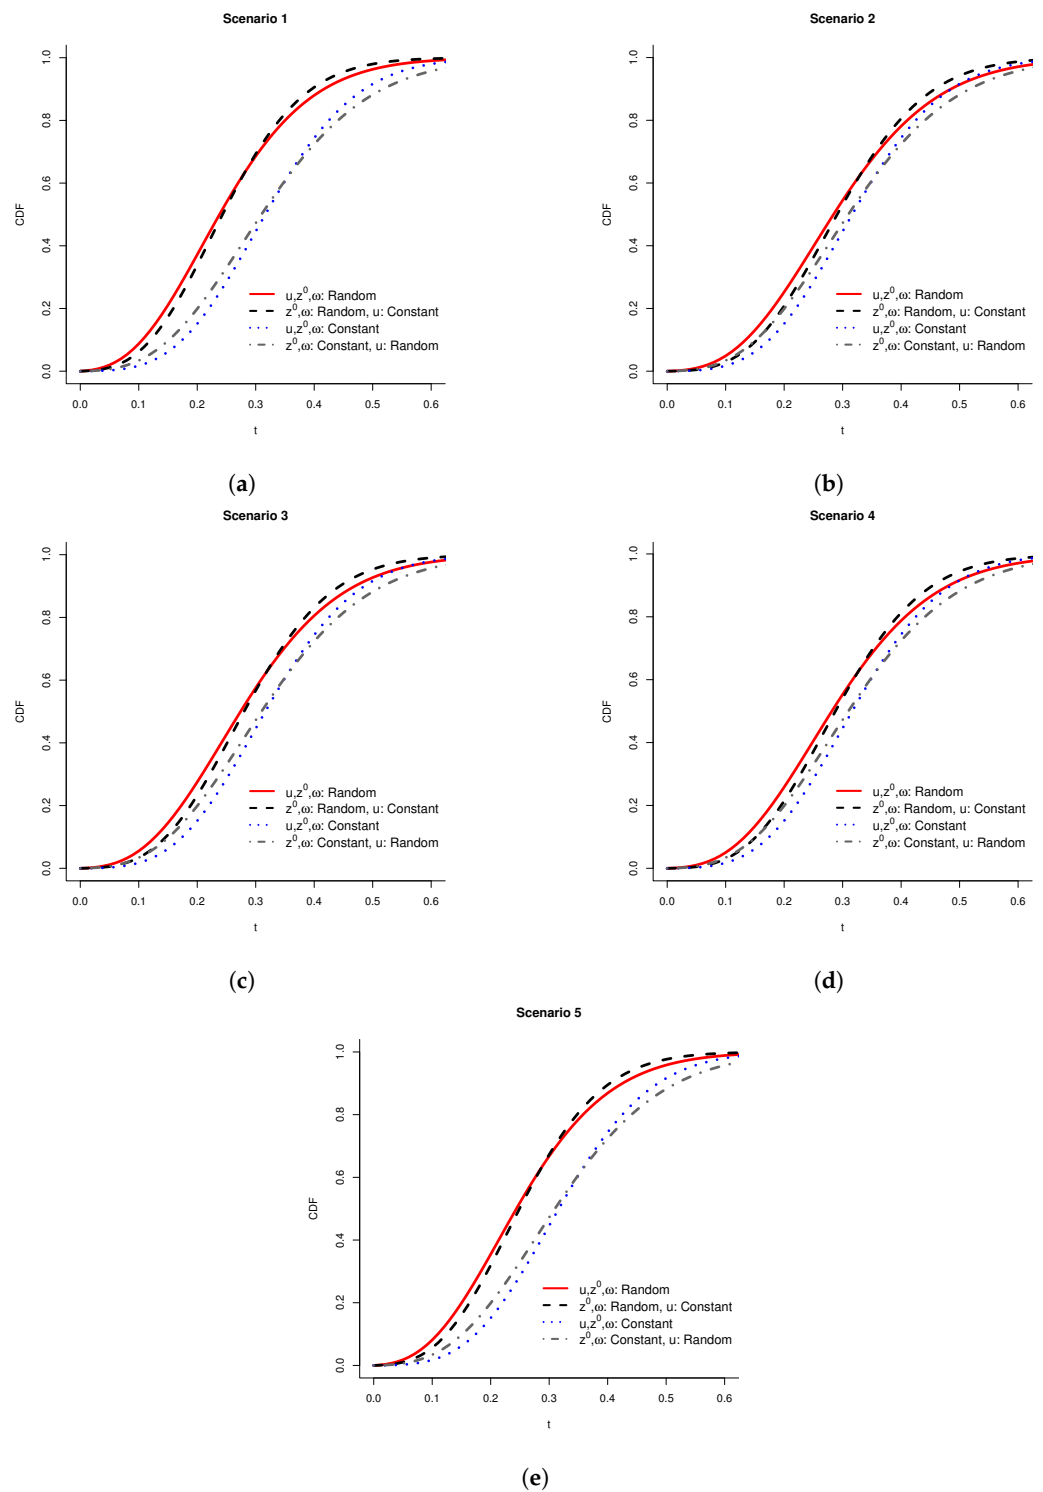 Scenario 1
CDF
1.0
0.8
0.6
0.4
0.2
0.0
u,z⁰,ω: Random
z⁰,ω: Random, u: Constant
u,z⁰,ω: Constant
z⁰,ω: Constant, u: Random
0.0 0.1 0.2 0.3 0.4 0.5 0.6
t
(a)
Scenario 2
CDF
1.0
0.8
0.6
0.4
0.2
0.0
u,z⁰,ω: Random
z⁰,ω: Random, u: Constant
u,z⁰,ω: Constant
z⁰,ω: Constant, u: Random
0.0 0.1 0.2 0.3 0.4 0.5 0.6
t
(b)
Scenario 3
CDF
1.0
0.8
0.6
0.4
0.2
0.0
u,z⁰,ω: Random
z⁰,ω: Random, u: Constant
u,z⁰,ω: Constant
z⁰,ω: Constant, u: Random
0.0 0.1 0.2 0.3 0.4 0.5 0.6
t
(c)
Scenario 4
CDF
1.0
0.8
0.6
0.4
0.2
0.0
u,z⁰,ω: Random
z⁰,ω: Random, u: Constant
u,z⁰,ω: Constant
z⁰,ω: Constant, u: Random
0.0 0.1 0.2 0.3 0.4 0.5 0.6
t
(d)
Scenario 5
CDF
1.0
0.8
0.6
0.4
0.2
0.0
u,z⁰,ω: Random
z⁰,ω: Random, u: Constant
u,z⁰,ω: Constant
z⁰,ω: Constant, u: Random
0.0 0.1 0.2 0.3 0.4 0.5 0.6
t
(e)